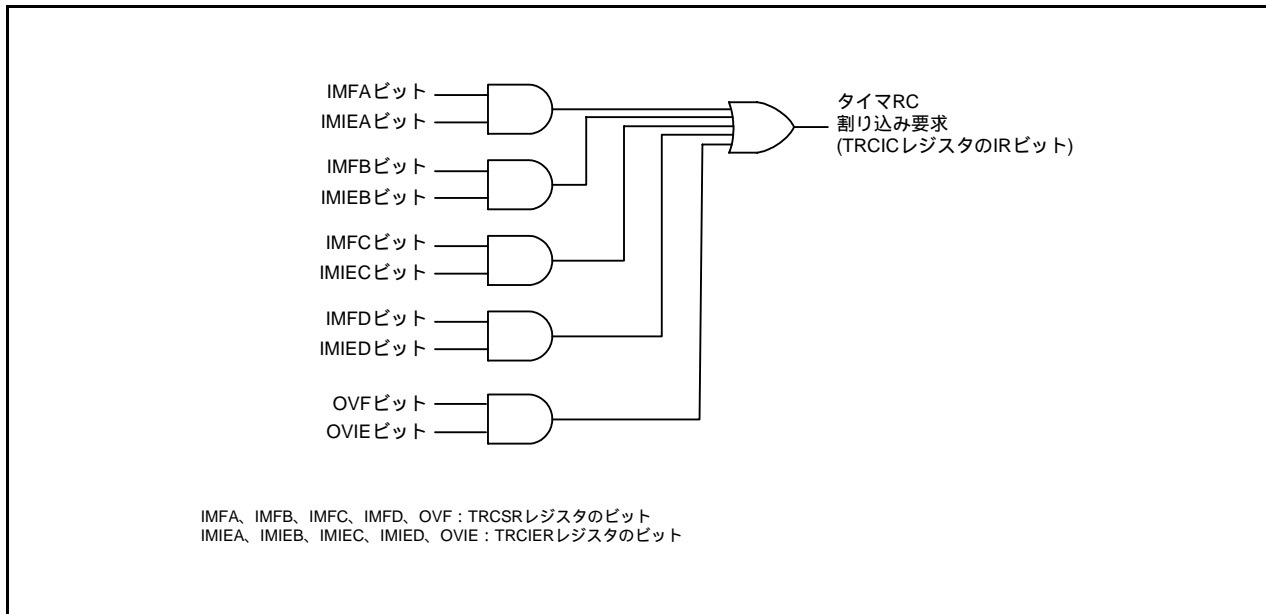 IMFAビット
IMIEAビット
IMFBビット
IMIEBビット
IMFCビット
IMIECビット
IMFDビット
IMIEDビット
OVFビット
OVIEビット
タイマRC
割り込み要求
(TRCICレジスタのIRビット)
IMFA、IMFB、IMFC、IMFD、OVF：TRCSRレジスタのビット
IMIEA、IMIEB、IMIEC、IMIED、OVIE：TRCIERレジスタのビット